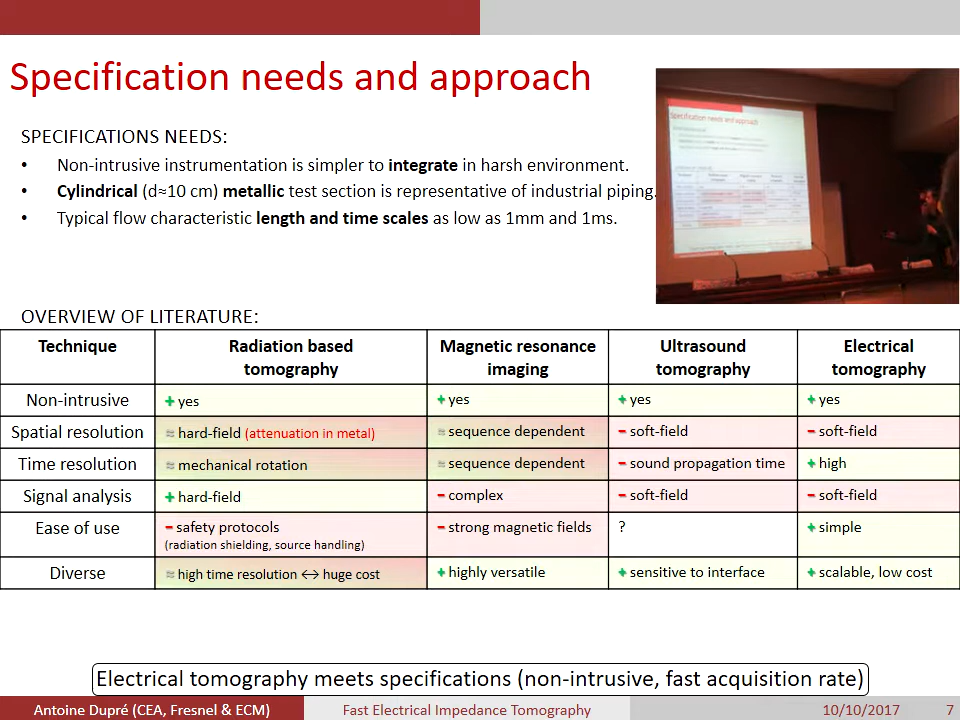 Specification needs and approach
SPECIFICATIONS NEEDS:
• Non-intrusive instrumentation is simpler to integrate in harsh environment.
• Cylindrical (d≈10 cm) metallic test section is representative of industrial piping.
• Typical flow characteristic length and time scales as low as 1mm and 1ms.
Specification needs and approach
OVERVIEW OF LITERATURE:
Technique Radiation based tomography Magnetic resonance imaging Ultrasound tomography Electrical tomography
Non-intrusive + yes + yes + yes + yes
Spatial resolution ≈ hard-field (attenuation in metal) ≈ sequence dependent - soft-field - soft-field
Time resolution ≈ mechanical rotation ≈ sequence dependent - sound propagation time + high
Signal analysis + hard-field - complex - soft-field - soft-field
Ease of use - safety protocols - strong magnetic fields ? + simple
(radiation shielding, source handling)
Diverse ≈ high time resolution ↔ huge cost + highly versatile + sensitive to interface + scalable, low cost
Electrical tomography meets specifications (non-intrusive, fast acquisition rate)
Antoine Dupré (CEA, Fresnel & ECM) Fast Electrical Impedance Tomography 10/10/2017 7